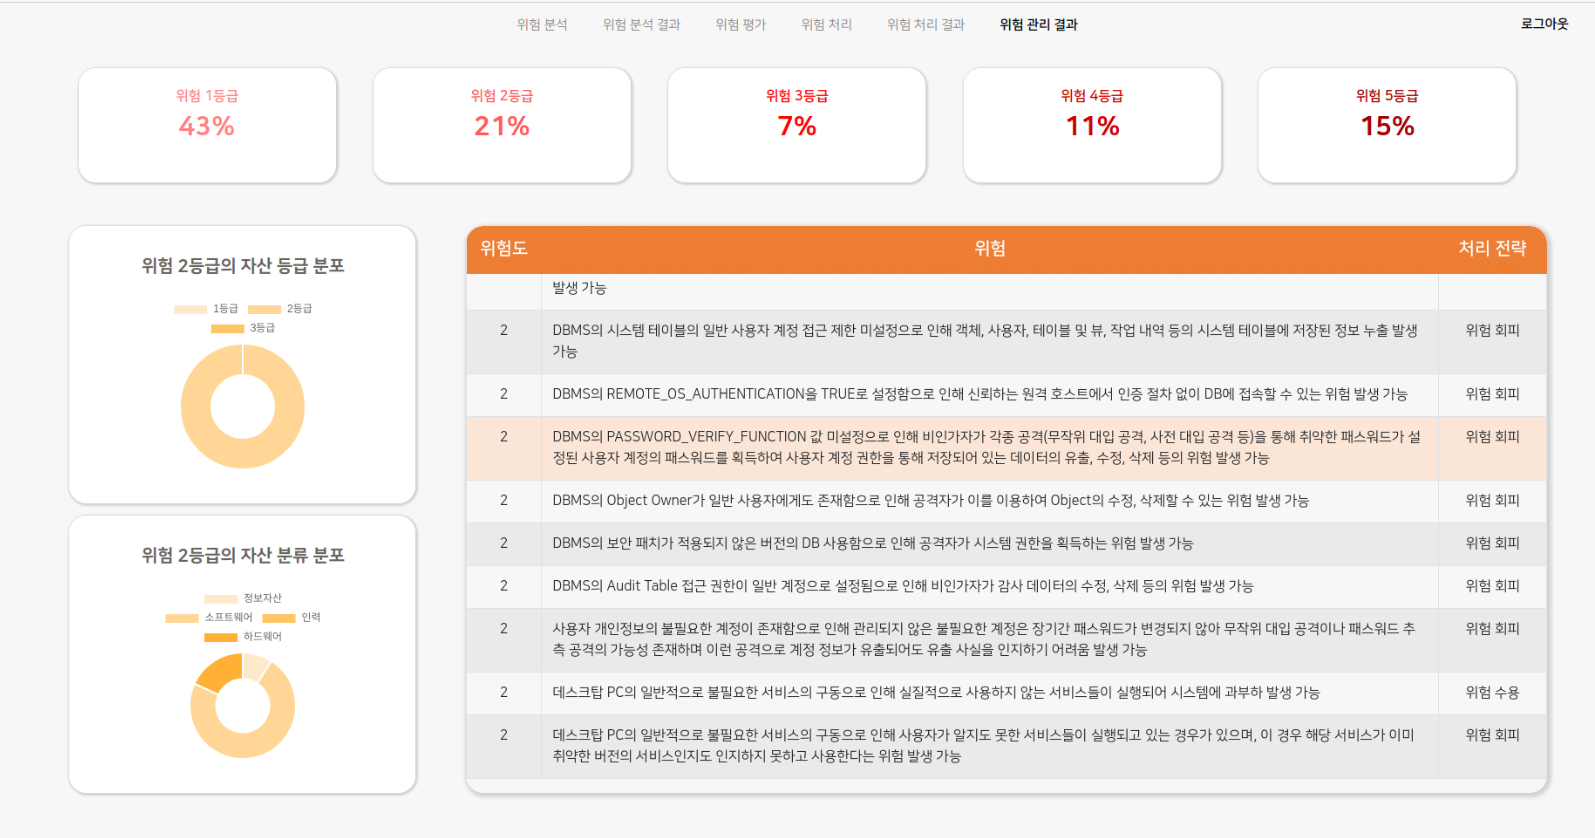 위험 분석 위험 분석 결과 위험 평가 위험 처리 위험 처리 결과 위험 관리 결과 로그아웃
위험 1등급 위험 2등급 위험 3등급 위험 4등급 위험 5등급
43% 21% 7% 11% 15%
위험 2등급의 자산 등급 분포
1등급 2등급
3등급
위험 2등급의 자산 분류 분포
정보자산
소프트웨어 인력
하드웨어
위험도 위험 처리 전략
발생 가능
2 DBMS의 시스템 테이블의 일반 사용자 계정 접근 제한 미설정으로 인해 객체, 사용자, 테이블 및 뷰, 작업 내역 등의 시스템 테이블에 저장된 정보 누출 발생 위험 회피
가능
2 DBMS의 REMOTE_OS_AUTHENTICATION을 TRUE로 설정함으로 인해 신뢰하는 원격 호스트에서 인증 절차 없이 DB에 접속할 수 있는 위험 발생 가능 위험 회피
2 DBMS의 PASSWORD_VERIFY_FUNCTION 값 미설정으로 인해 비인가자가 각종 공격(무작위 대입 공격, 사전 대입 공격 등)을 통해 취약한 패스워드가 설 위험 회피
정된 사용자 계정의 패스워드를 획득하여 사용자 계정 권한을 통해 저장되어 있는 데이터의 유출, 수정, 삭제 등의 위험 발생 가능
2 DBMS의 Object Owner가 일반 사용자에게도 존재함으로 인해 공격자가 이를 이용하여 Object의 수정, 삭제할 수 있는 위험 발생 가능 위험 회피
2 DBMS의 보안 패치가 적용되지 않은 버전의 DB 사용함으로 인해 공격자가 시스템 권한을 획득하는 위험 발생 가능 위험 회피
2 DBMS의 Audit Table 접근 권한이 일반 계정으로 설정됨으로 인해 비인가자가 감사 데이터의 수정, 삭제 등의 위험 발생 가능 위험 회피
2 사용자 개인정보의 불필요한 계정이 존재함으로 인해 관리되지 않은 불필요한 계정은 장기간 패스워드가 변경되지 않아 무작위 대입 공격이나 패스워드 추 위험 회피
측 공격의 가능성 존재하며 이런 공격으로 계정 정보가 유출되어도 유출 사실을 인지하기 어려움 발생 가능
2 데스크탑 PC의 일반적으로 불필요한 서비스의 구동으로 인해 실질적으로 사용하지 않는 서비스들이 실행되어 시스템에 과부하 발생 가능 위험 수용
2 데스크탑 PC의 일반적으로 불필요한 서비스의 구동으로 인해 사용자가 알지도 못한 서비스들이 실행되고 있는 경우가 있으며, 이 경우 해당 서비스가 이미 위험 회피
취약한 버전의 서비스인지도 인지하지 못하고 사용한다는 위험 발생 가능